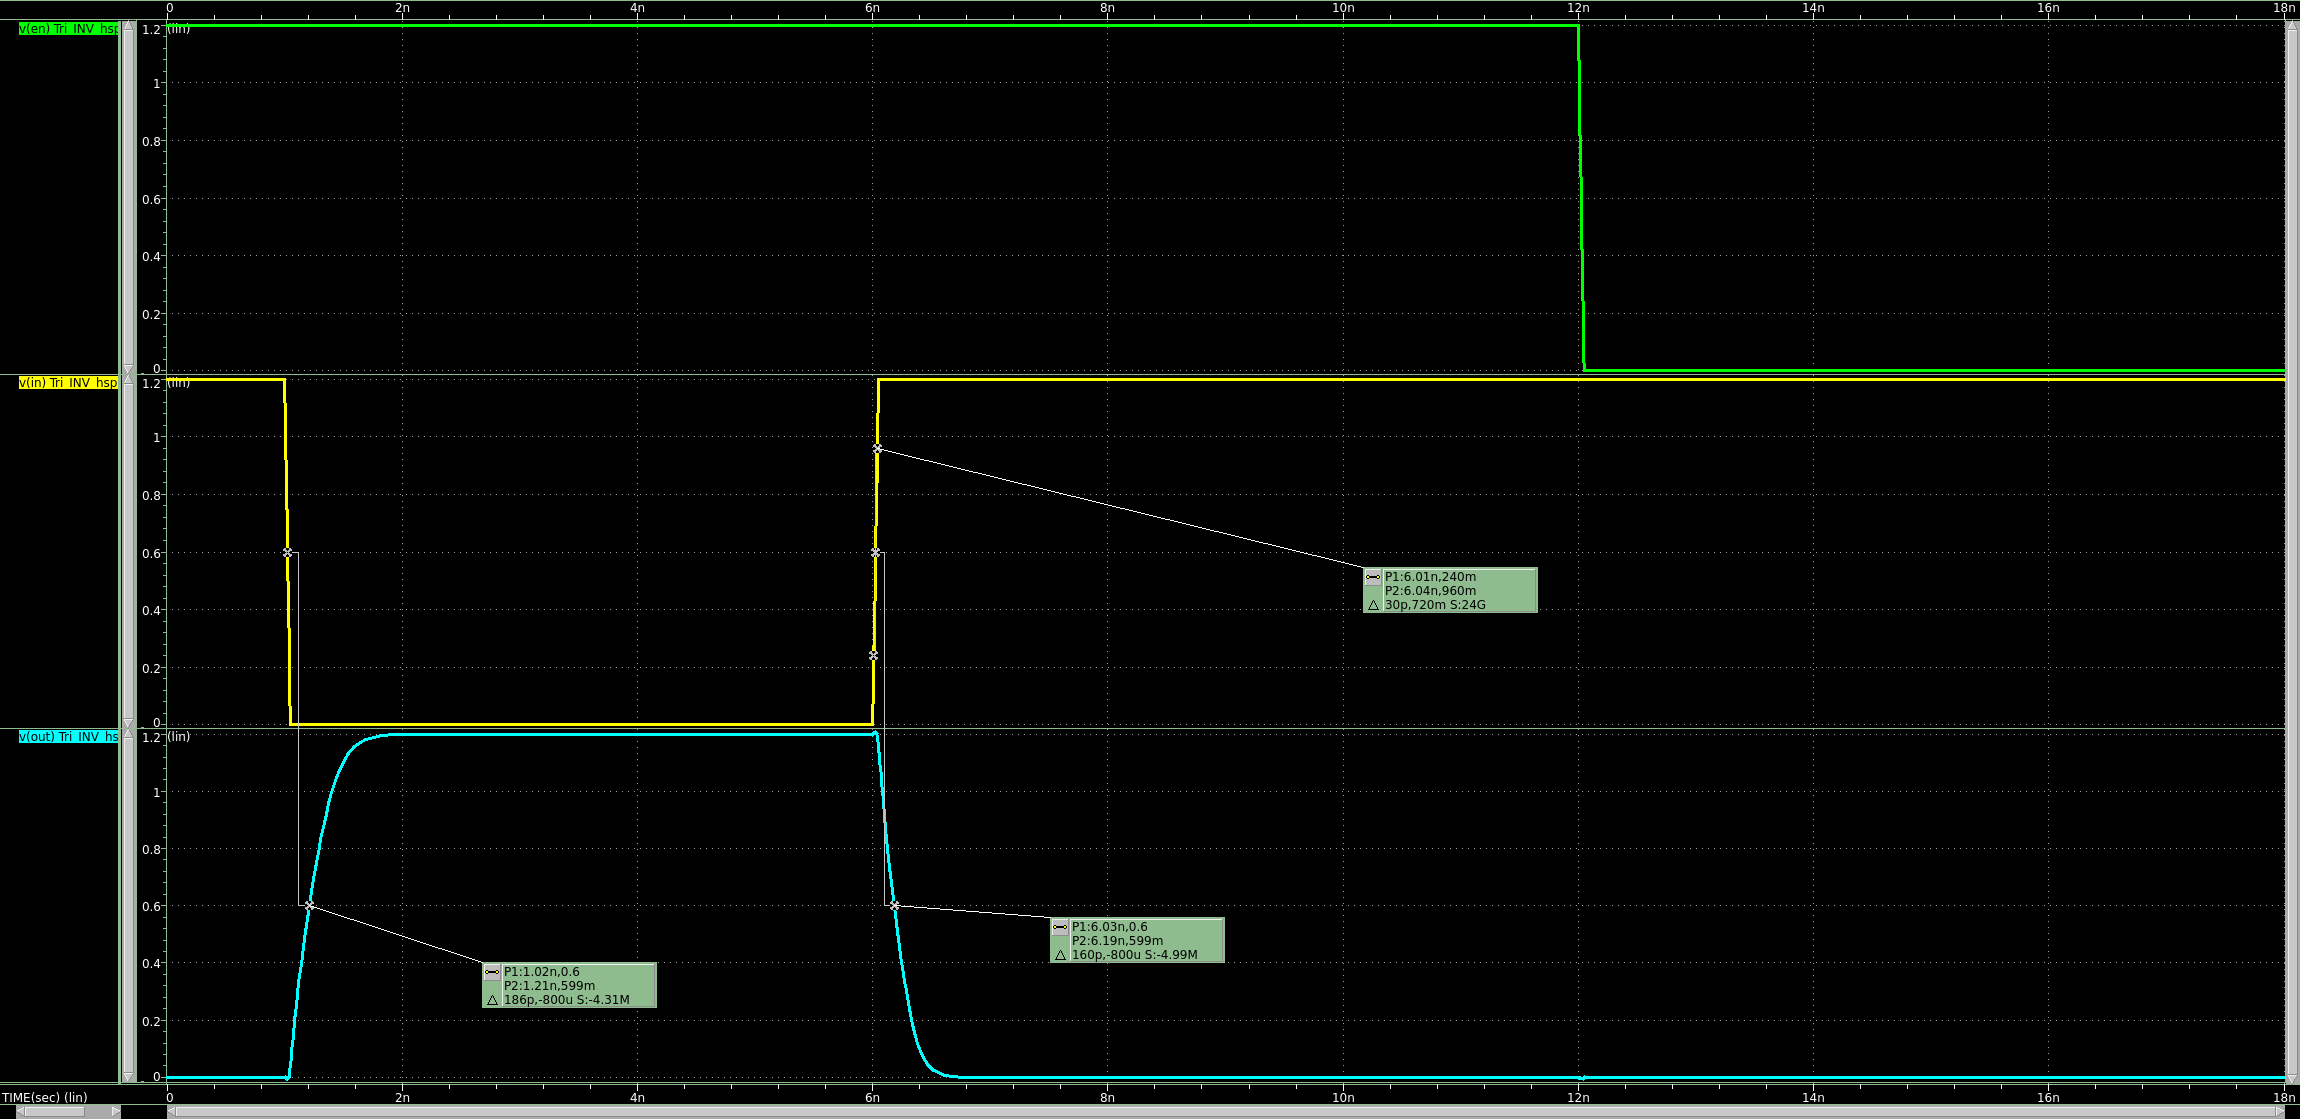 0 2n 4n 6n 8n 10n 12n 14n 16n 18n
v(en) Tri_INV_hsp
(lin)
1.2
1
0.8
0.6
0.4
0.2
0
v(in) Tri_INV_hsp
(lin)
1.2
1
0.8
0.6
0.4
0.2
0
P1:6.01n,240m
P2:6.04n,960m
△ 30p,720m S:24G
v(out) Tri_INV_hs
(lin)
1.2
1
0.8
0.6
0.4
0.2
0
P1:6.03n,0.6
P2:6.19n,599m
△ 160p,-800u S:-4.99M
P1:1.02n,0.6
P2:1.21n,599m
△ 186p,-800u S:-4.31M
TIME(sec) (lin)
0 2n 4n 6n 8n 10n 12n 14n 16n 18n